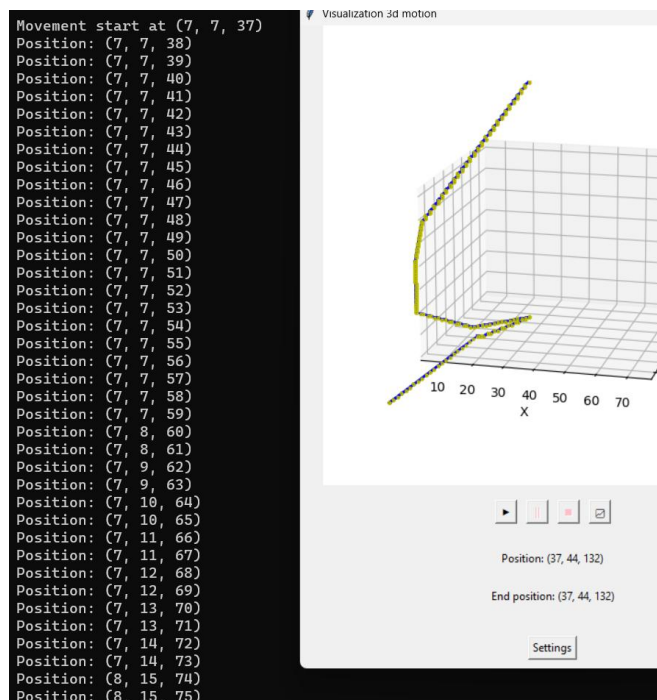 Movement start at (7, 7, 37)
Position: (7, 7, 38)
Position: (7, 7, 39)
Position: (7, 7, 40)
Position: (7, 7, 41)
Position: (7, 7, 42)
Position: (7, 7, 43)
Position: (7, 7, 44)
Position: (7, 7, 45)
Position: (7, 7, 46)
Position: (7, 7, 47)
Position: (7, 7, 48)
Position: (7, 7, 49)
Position: (7, 7, 50)
Position: (7, 7, 51)
Position: (7, 7, 52)
Position: (7, 7, 53)
Position: (7, 7, 54)
Position: (7, 7, 55)
Position: (7, 7, 56)
Position: (7, 7, 57)
Position: (7, 7, 58)
Position: (7, 7, 59)
Position: (7, 8, 60)
Position: (7, 8, 61)
Position: (7, 9, 62)
Position: (7, 9, 63)
Position: (7, 10, 64)
Position: (7, 10, 65)
Position: (7, 11, 66)
Position: (7, 11, 67)
Position: (7, 12, 68)
Position: (7, 12, 69)
Position: (7, 13, 70)
Position: (7, 13, 71)
Position: (7, 14, 72)
Position: (7, 14, 73)
Position: (8, 15, 74)
Position: (8, 15, 75)
Visualization 3d motion
10 20 30 40 50 60 70
X
Position: (37, 44, 132)
End position: (37, 44, 132)
Settings